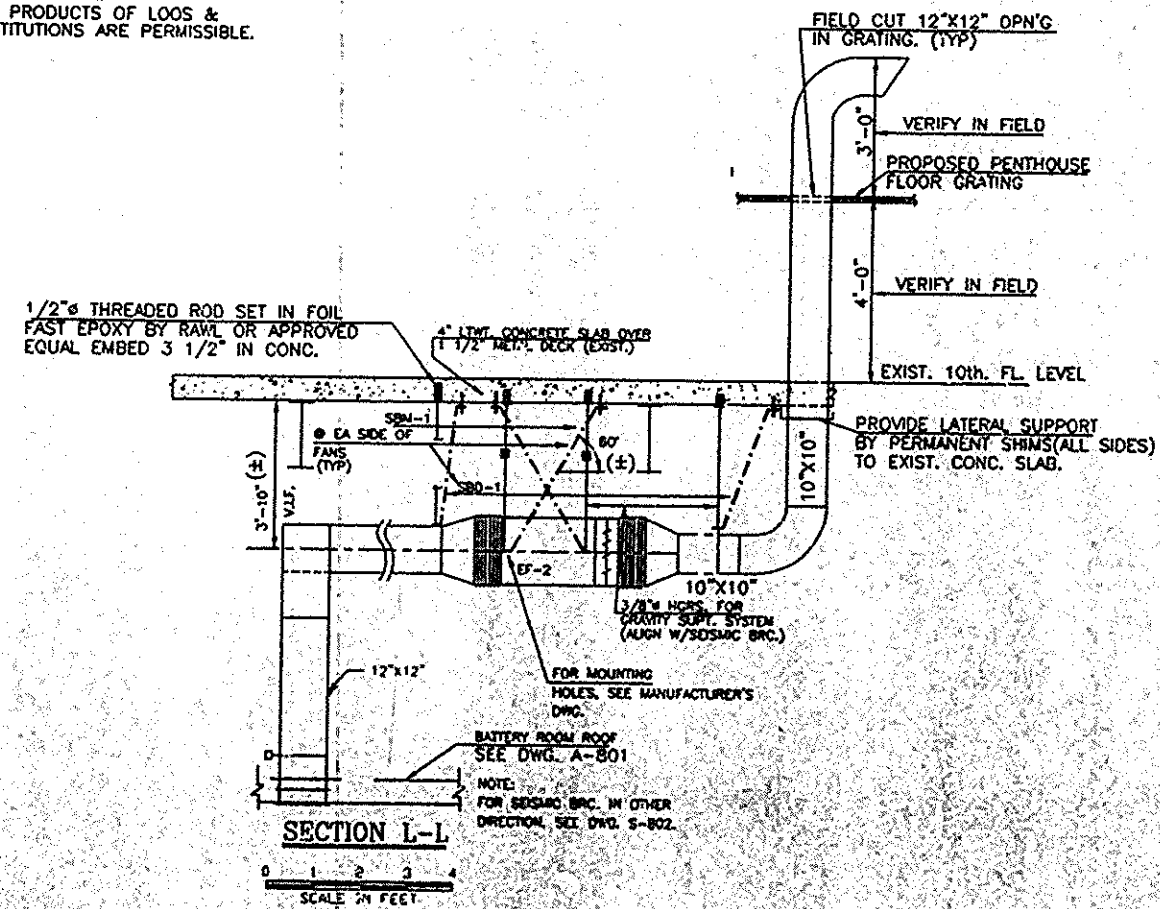 PRODUCTS OF LOOS &
TITUTIONS ARE PERMISSIBLE.
FIELD CUT 12"X12" OPN'G
IN GRATING. (TYP)
3'-0"
VERIFY IN FIELD
PROPOSED PENTHOUSE
FLOOR GRATING
4'-0"
VERIFY IN FIELD
1/2"ø THREADED ROD SET IN FOIL
FAST EPOXY BY RAWL OR APPROVED
EQUAL EMBED 3 1/2" IN CONC.
4" LTWT. CONCRETE SLAB OVER
1 1/2" MET'L DECK (EXIST.)
EXIST. 10th. FL. LEVEL
PROVIDE LATERAL SUPPORT
BY PERMANENT SHIMS(ALL SIDES)
TO EXIST. CONC. SLAB.
SBM-1
@ EA SIDE OF
FANS
(TYP)
60°
(±)
SBD-1
3'-10" (±)
V.I.F.
10"X10"
EF-2
10"X10"
3/8"ø HGRS. FOR
GRAVITY SUPT. SYSTEM
(ALIGN W/SEISMIC BRC.)
12"X12"
FOR MOUNTING
HOLES, SEE MANUFACTURER'S
DWG.
BATTERY ROOM ROOF
SEE DWG. A-801
NOTE:
FOR SEISMIC BRC. IN OTHER
DIRECTION, SEE DWG. S-802.
SECTION L-L
0 1 2 3 4
SCALE IN FEET